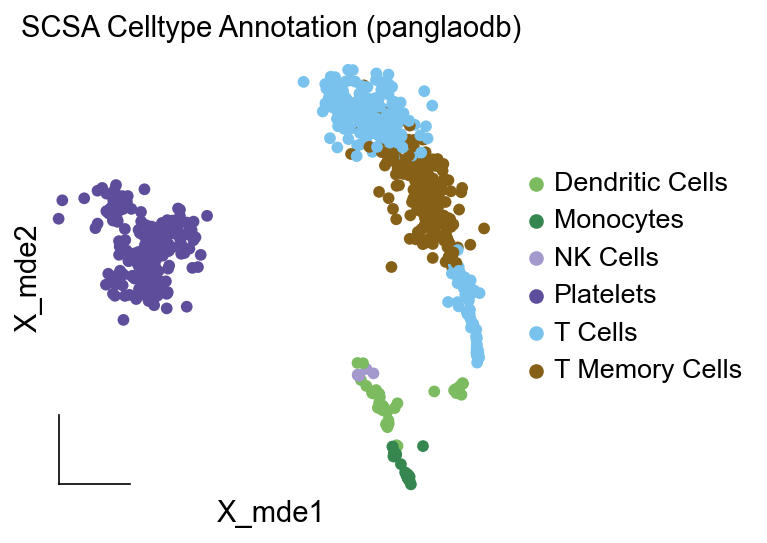 SCSA Celltype Annotation (panglaodb)
Dendritic Cells
Monocytes
NK Cells
Platelets
T Cells
T Memory Cells
X_mde2
X_mde1